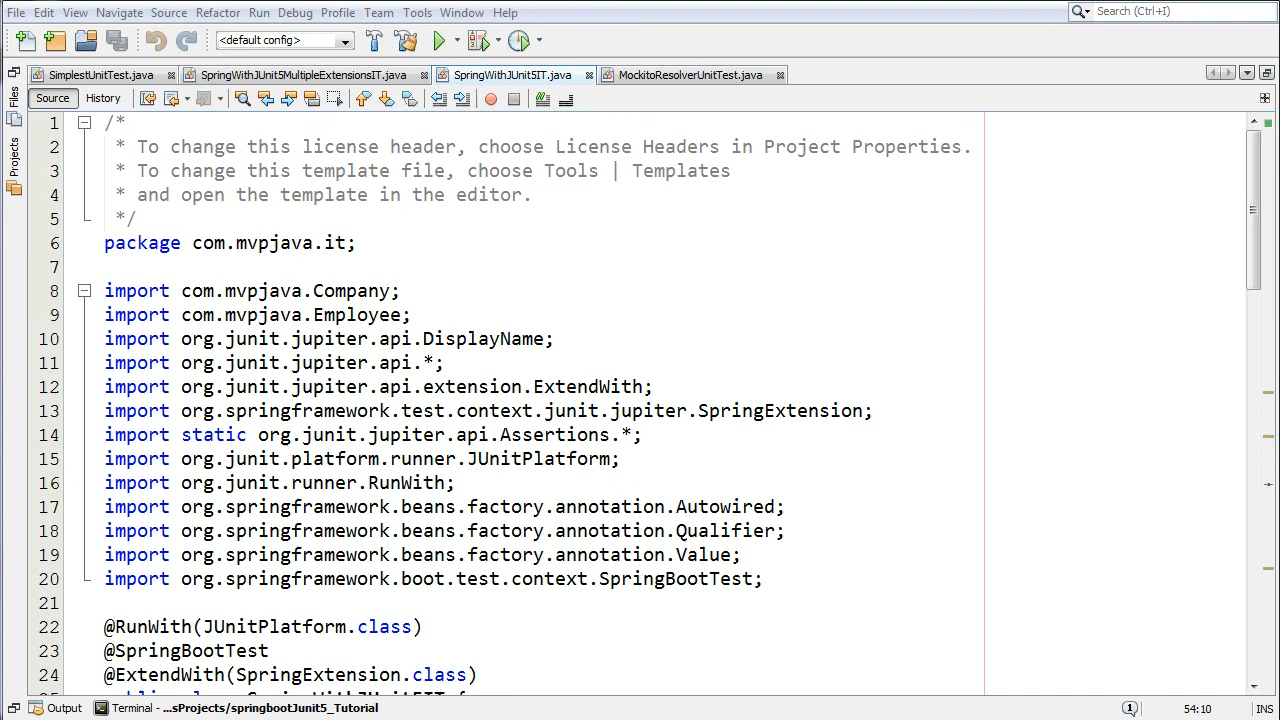 File Edit View Navigate Source Refactor Run Debug Profile Team Tools Window Help
Search (Ctrl+I)
<default config>
SimplestUnitTest.java SpringWithJUnit5MultipleExtensionsIT.java SpringWithJUnit5IT.java MockitoResolverUnitTest.java
Files
Projects
Source History
1 /*
2 * To change this license header, choose License Headers in Project Properties.
3 * To change this template file, choose Tools | Templates
4 * and open the template in the editor.
5 */
6 package com.mvpjava.it;
7
8 import com.mvpjava.Company;
9 import com.mvpjava.Employee;
10 import org.junit.jupiter.api.DisplayName;
11 import org.junit.jupiter.api.*;
12 import org.junit.jupiter.api.extension.ExtendWith;
13 import org.springframework.test.context.junit.jupiter.SpringExtension;
14 import static org.junit.jupiter.api.Assertions.*;
15 import org.junit.platform.runner.JUnitPlatform;
16 import org.junit.runner.RunWith;
17 import org.springframework.beans.factory.annotation.Autowired;
18 import org.springframework.beans.factory.annotation.Qualifier;
19 import org.springframework.beans.factory.annotation.Value;
20 import org.springframework.boot.test.context.SpringBootTest;
21
22 @RunWith(JUnitPlatform.class)
23 @SpringBootTest
24 @ExtendWith(SpringExtension.class)
Output Terminal - ...sProjects/springbootJunit5_Tutorial 1 54:10 INS